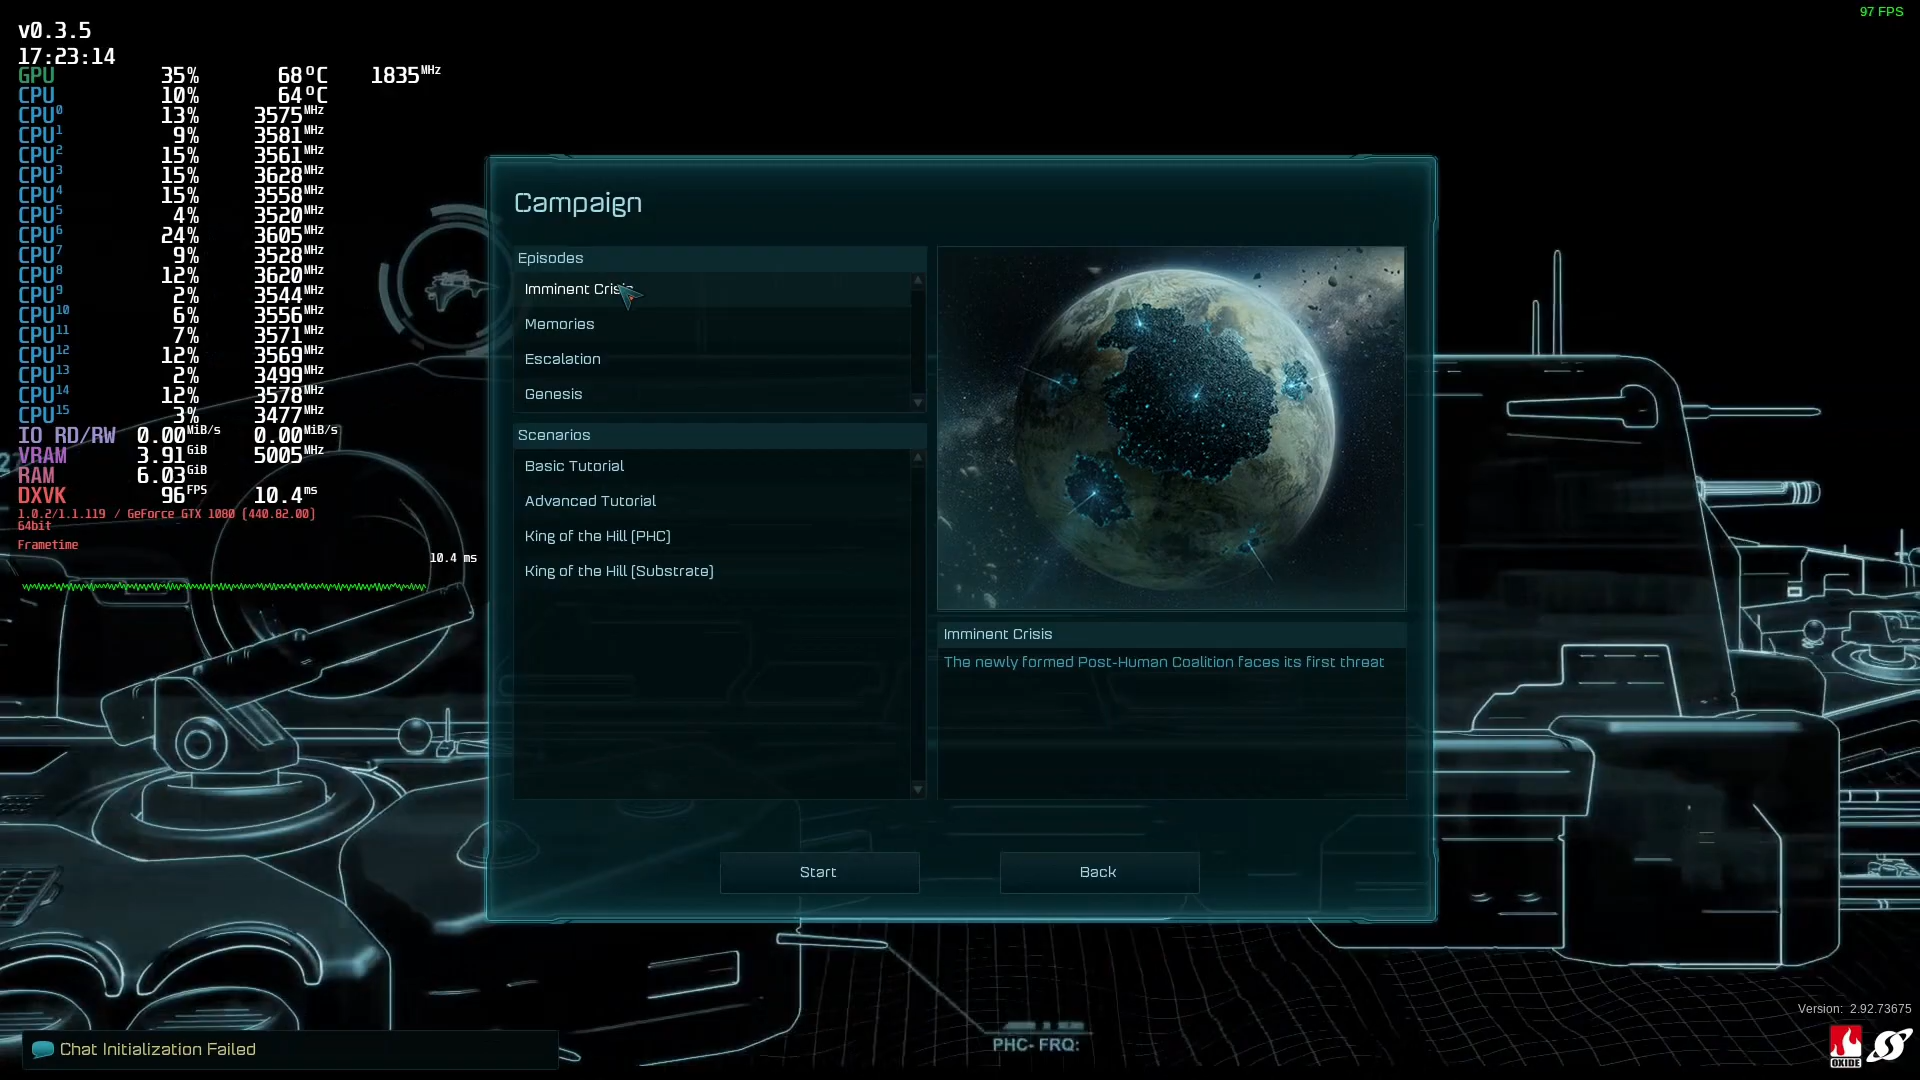 v0.3.5
97 FPS
17:23:14
GPU 35% 68°C 1835MHz
CPU 10% 64°C
CPU0 13% 3575MHz
CPU1 9% 3581MHz
CPU2 15% 3561MHz
CPU3 15% 3628MHz
CPU4 15% 3558MHz
CPU5 4% 3520MHz
CPU6 24% 3605MHz
CPU7 9% 3528MHz
CPU8 12% 3620MHz
CPU9 2% 3544MHz
CPU10 6% 3556MHz
CPU11 7% 3571MHz
CPU12 12% 3569MHz
CPU13 2% 3499MHz
CPU14 12% 3578MHz
CPU15 3% 3477MHz
IO RD/RW 0.00MiB/s 0.00MiB/s
VRAM 3.91GiB 5005MHz
RAM 6.03GiB
DXVK 96FPS 10.4ms
1.0.2/1.1.119 / GeForce GTX 1080 (440.82.00)
64bit
Frametime
10.4 ms
Campaign
Episodes
Imminent Crisis
Memories
Escalation
Genesis
Scenarios
Basic Tutorial
Advanced Tutorial
King of the Hill [PHC]
King of the Hill [Substrate]
Imminent Crisis
The newly formed Post-Human Coalition faces its first threat
Start
Back
Version: 2.92.73675
Chat Initialization Failed
PHC- FRQ:
OXIDE